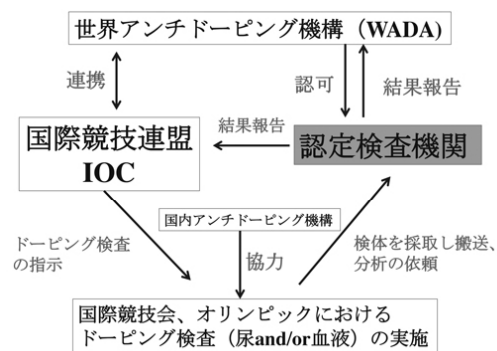 世界アンチドーピング機構（WADA)
連携
認可
結果報告
国際競技連盟
IOC
結果報告
認定検査機関
国内アンチドーピング機構
ドーピング検査
の指示
協力
検体を採取し搬送、
分析の依頼
国際競技会、オリンピックにおける
ドーピング検査（尿and/or血液）の実施